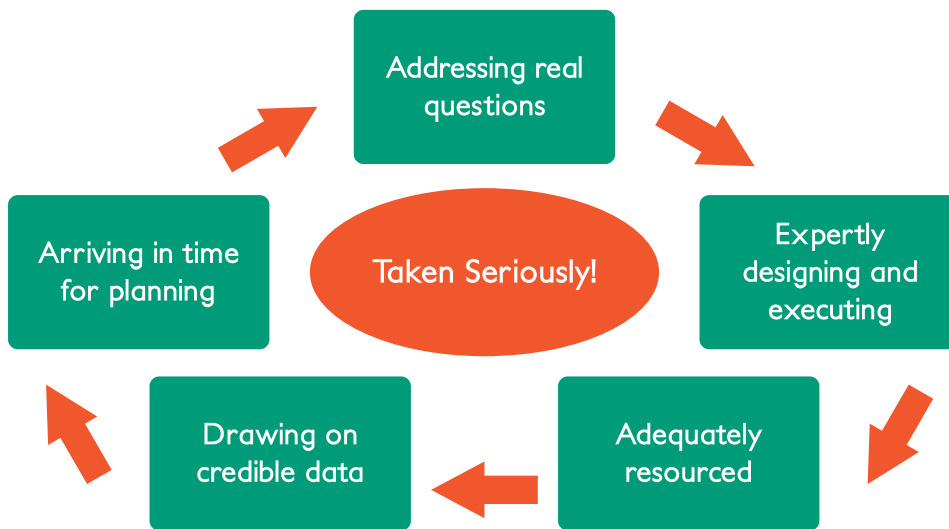 Addressing real
questions
Expertly
designing and
executing
Adequately
resourced
Drawing on
credible data
Arriving in time
for planning
Taken Seriously!